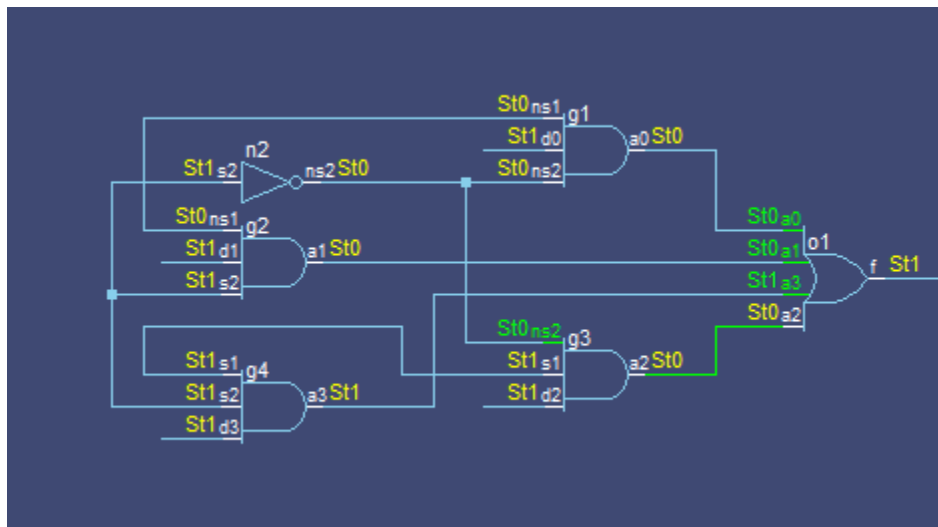 St0 ns1 g1
St1 d0 a0 St0
St0 ns2
n2
St1 s2 ns2 St0
St0 ns1 g2
St1 d1 a1 St0
St1 s2
St0 a0
St0 a1 o1
St1 a3 f St1
St0 a2
St0 ns2 g3
St1 s1 a2 St0
St1 d2
St1 s1 g4
St1 s2 a3 St1
St1 d3